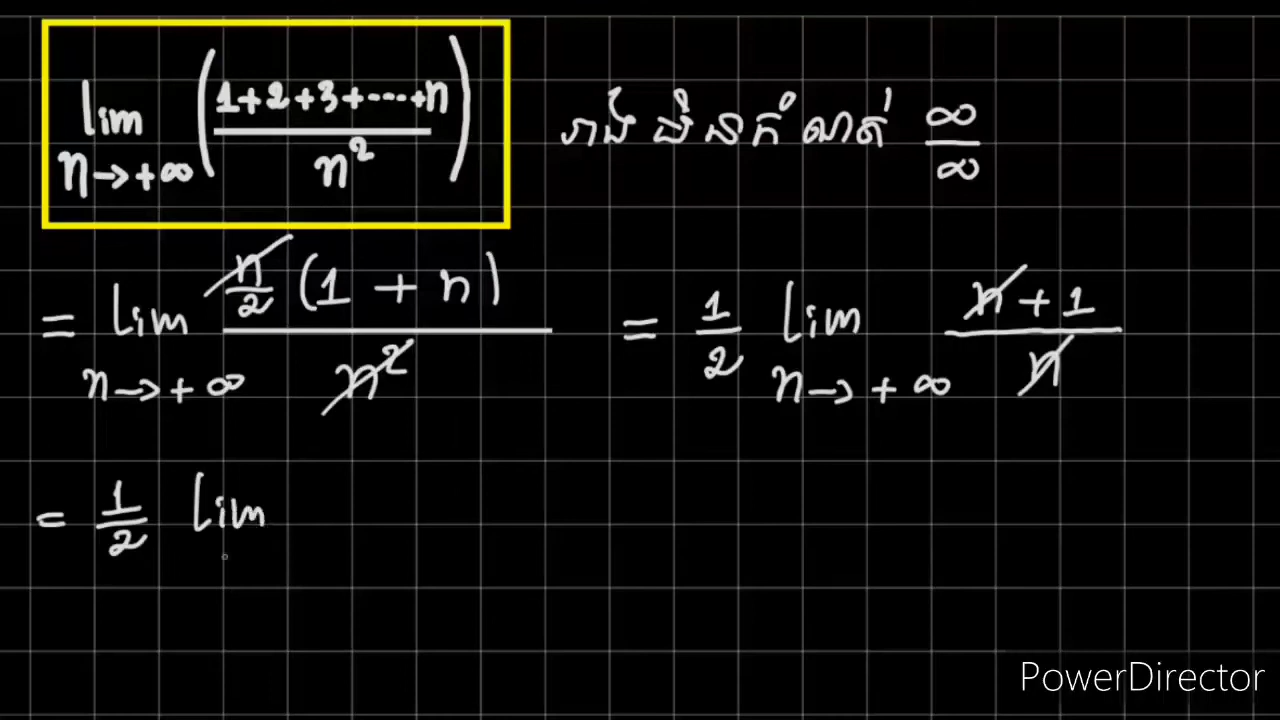 lim n→+∞ (1+2+3+⋯+n / n²) រាងមិនកំណត់ ∞/∞
= lim n→+∞ n/2 (1 + n) / n² = 1/2 lim n→+∞ n + 1 / n
= 1/2 lim
PowerDirector